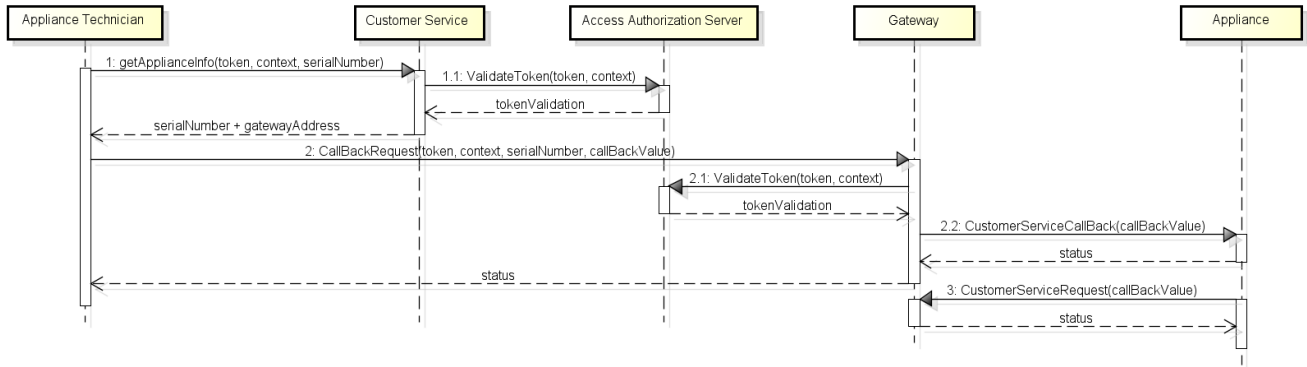 Appliance Technician
Customer Service
Access Authorization Server
Gateway
Appliance
1: getApplianceInfo(token, context, serialNumber)
1.1: ValidateToken(token, context)
tokenValidation
serialNumber + gatewayAddress
2: CallBackRequest(token, context, serialNumber, callBackValue)
2.1: ValidateToken(token, context)
tokenValidation
2.2: CustomerServiceCallBack(callBackValue)
status
status
3: CustomerServiceRequest(callBackValue)
status